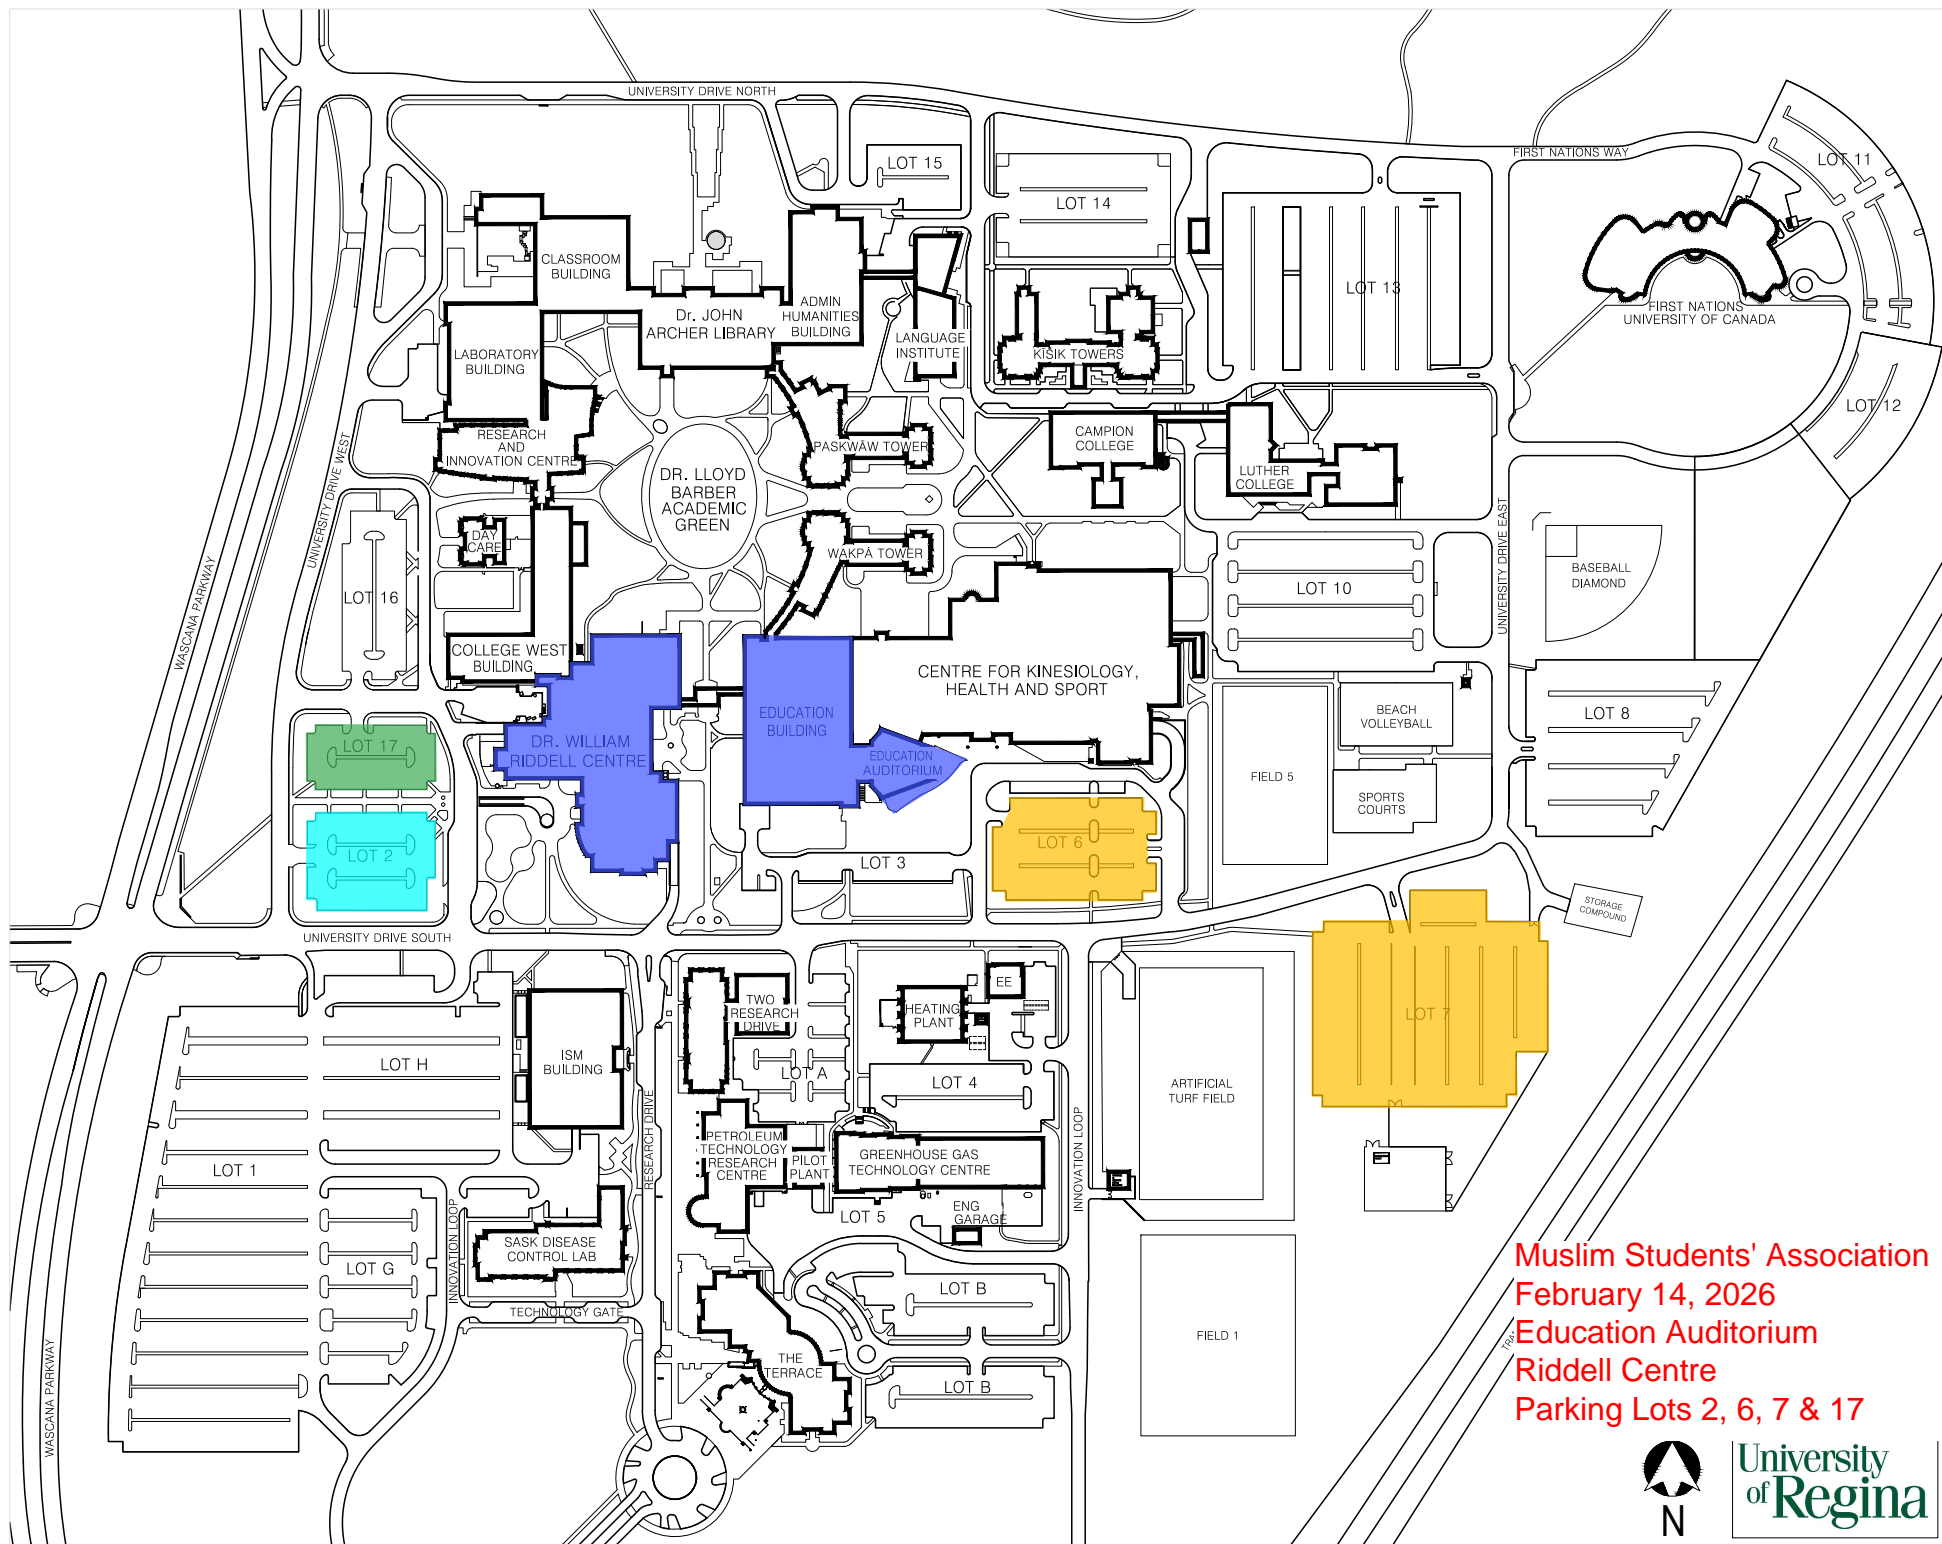 UNIVERSITY DRIVE NORTH
FIRST NATIONS WAY
LOT 11
LOT 15
LOT 14
CLASSROOM
BUILDING
LOT 13
Dr. JOHN
ARCHER LIBRARY
ADMIN
HUMANITIES
BUILDING
FIRST NATIONS
UNIVERSITY OF CANADA
LANGUAGE
INSTITUTE
KĪSIK TOWERS
LABORATORY
BUILDING
LOT 12
RESEARCH
AND
INNOVATION CENTRE
PASKWĀW TOWER
CAMPION
COLLEGE
LUTHER
COLLEGE
DR. LLOYD
BARBER
ACADEMIC
GREEN
UNIVERSITY DRIVE WEST
UNIVERSITY DRIVE EAST
WASCANA PARKWAY
DAY
CARE
WAKPÁ TOWER
BASEBALL
DIAMOND
LOT 16
LOT 10
COLLEGE WEST
BUILDING
CENTRE FOR KINESIOLOGY,
HEALTH AND SPORT
EDUCATION
BUILDING
BEACH
VOLLEYBALL
LOT 8
LOT 17
DR. WILLIAM
RIDDELL CENTRE
EDUCATION
AUDITORIUM
FIELD 5
SPORTS
COURTS
LOT 2
LOT 3
LOT 6
STORAGE
COMPOUND
UNIVERSITY DRIVE SOUTH
TWO
RESEARCH
DRIVE
EE
HEATING
PLANT
LOT 7
ISM
BUILDING
LOT H
LOT A
LOT 4
ARTIFICIAL
TURF FIELD
RESEARCH DRIVE
INNOVATION LOOP
PETROLEUM
TECHNOLOGY
RESEARCH
CENTRE
PILOT
PLANT
GREENHOUSE GAS
TECHNOLOGY CENTRE
LOT 1
LOT 5
ENG
GARAGE
INNOVATION LOOP
SASK DISEASE
CONTROL LAB
LOT G
LOT B
TECHNOLOGY GATE
FIELD 1
THE
TERRACE
LOT B
WASCANA PARKWAY
Muslim Students' Association
February 14, 2026
Education Auditorium
Riddell Centre
Parking Lots 2, 6, 7 & 17
N
University
of Regina